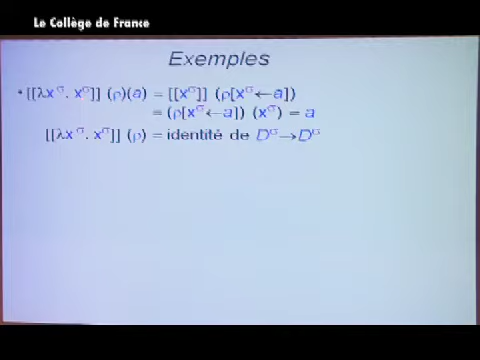 Le Collège de France
Exemples
• [[λx^σ. x^σ]] (ρ)(a) = [[x^σ]] (ρ[x^σ←a])
= (ρ[x^σ←a]) (x^σ) = a
[[λx^σ. x^σ]] (ρ) = identité de D^σ→D^σ